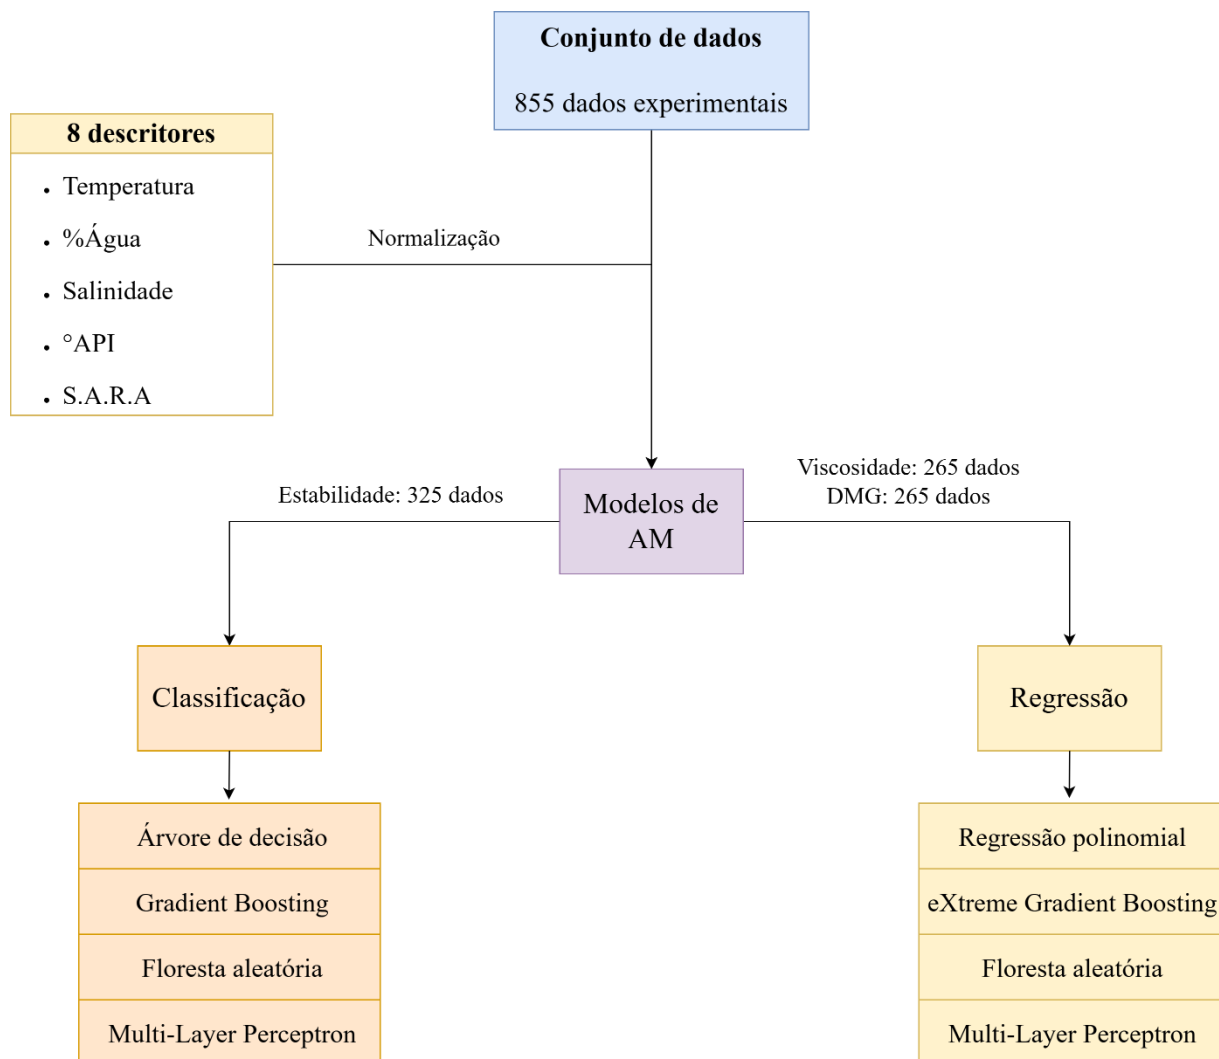 Conjunto de dados
855 dados experimentais
8 descritores
• Temperatura
• %Água
• Salinidade
• °API
• S.A.R.A
Normalização
Estabilidade: 325 dados
Modelos de
AM
Viscosidade: 265 dados
DMG: 265 dados
Classificação
Árvore de decisão
Gradient Boosting
Floresta aleatória
Multi-Layer Perceptron
Regressão
Regressão polinomial
eXtreme Gradient Boosting
Floresta aleatória
Multi-Layer Perceptron